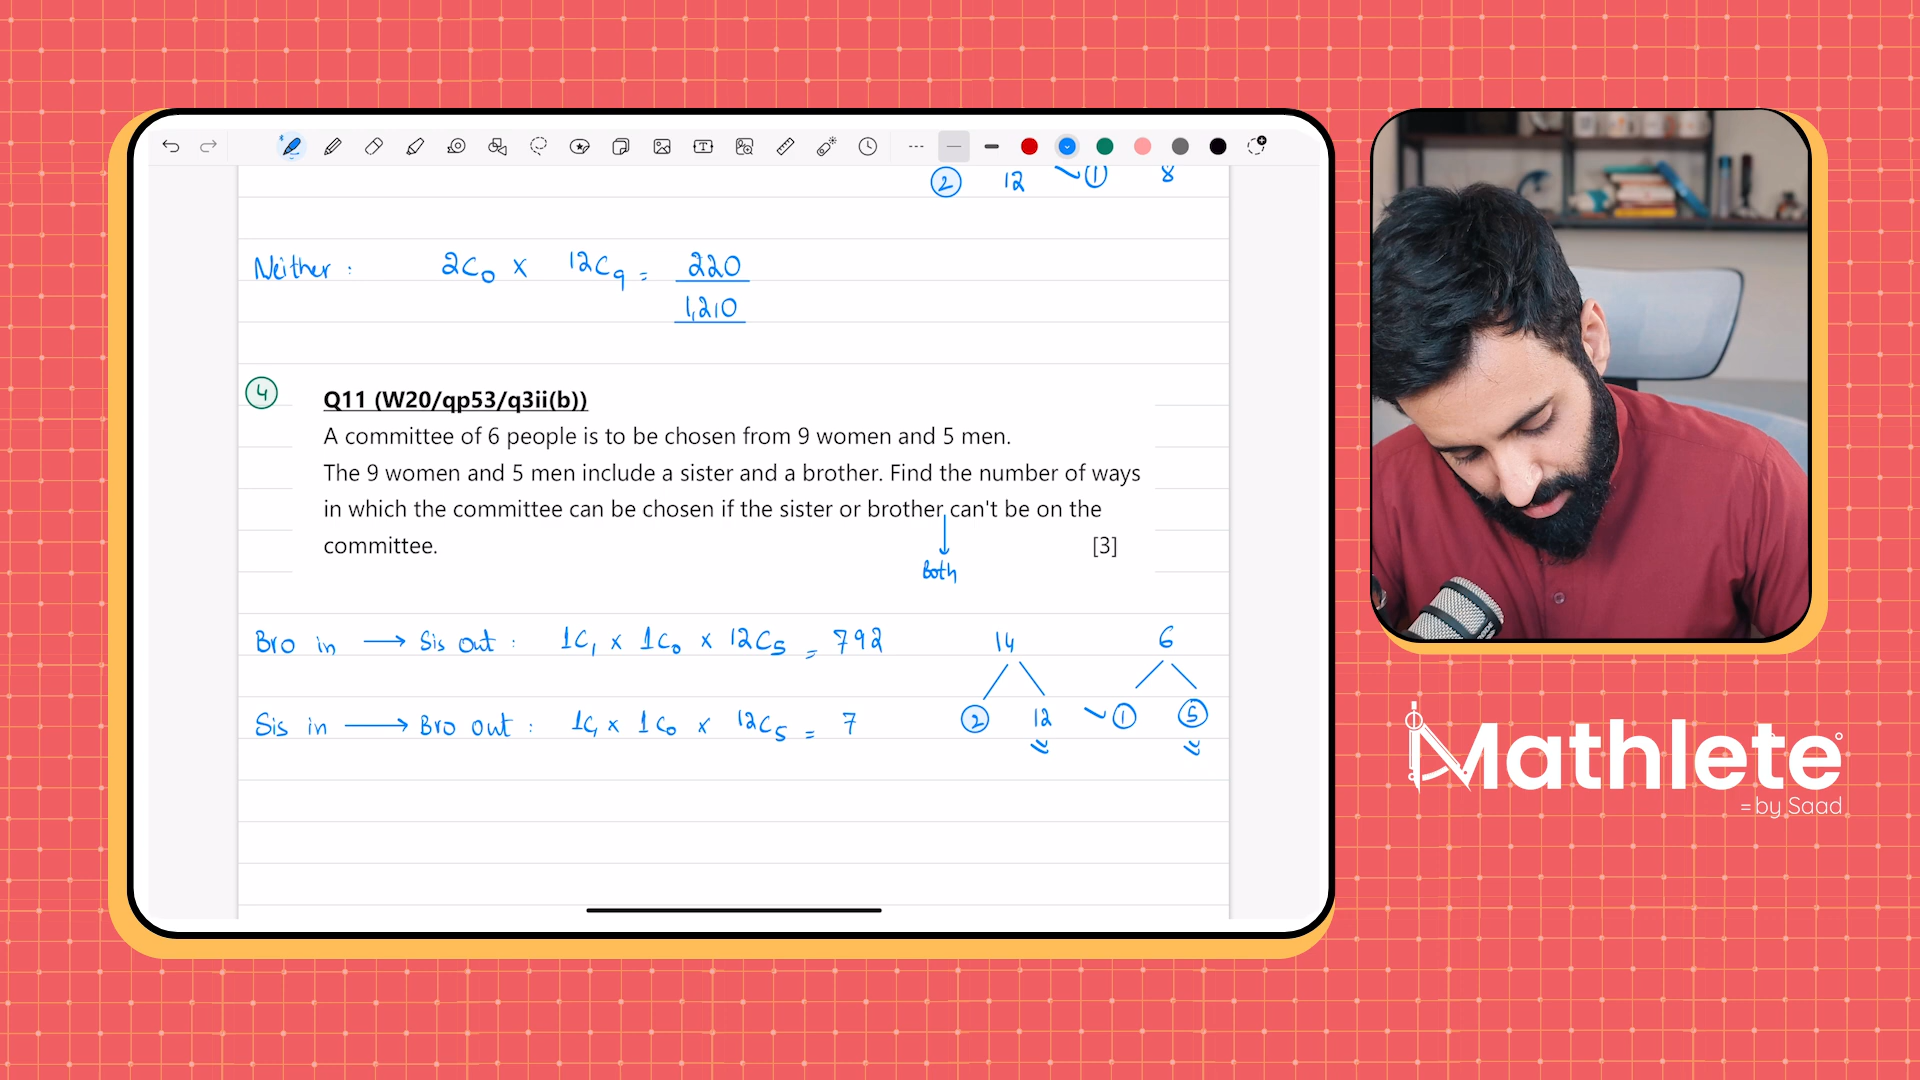 2 12 1 8
Neither : 2C0 x 12C9 = 220
1,210
4
Q11 (W20/qp53/q3ii(b))
A committee of 6 people is to be chosen from 9 women and 5 men.
The 9 women and 5 men include a sister and a brother. Find the number of ways
in which the committee can be chosen if the sister or brother can't be on the
committee. [3]
Both
Bro in → Sis out : 1C1 x 1C0 x 12C5 = 792
14 6
Sis in → Bro out : 1C1 x 1C0 x 12C5 = 7
2 12 1 5
Mathlete
= by Saad